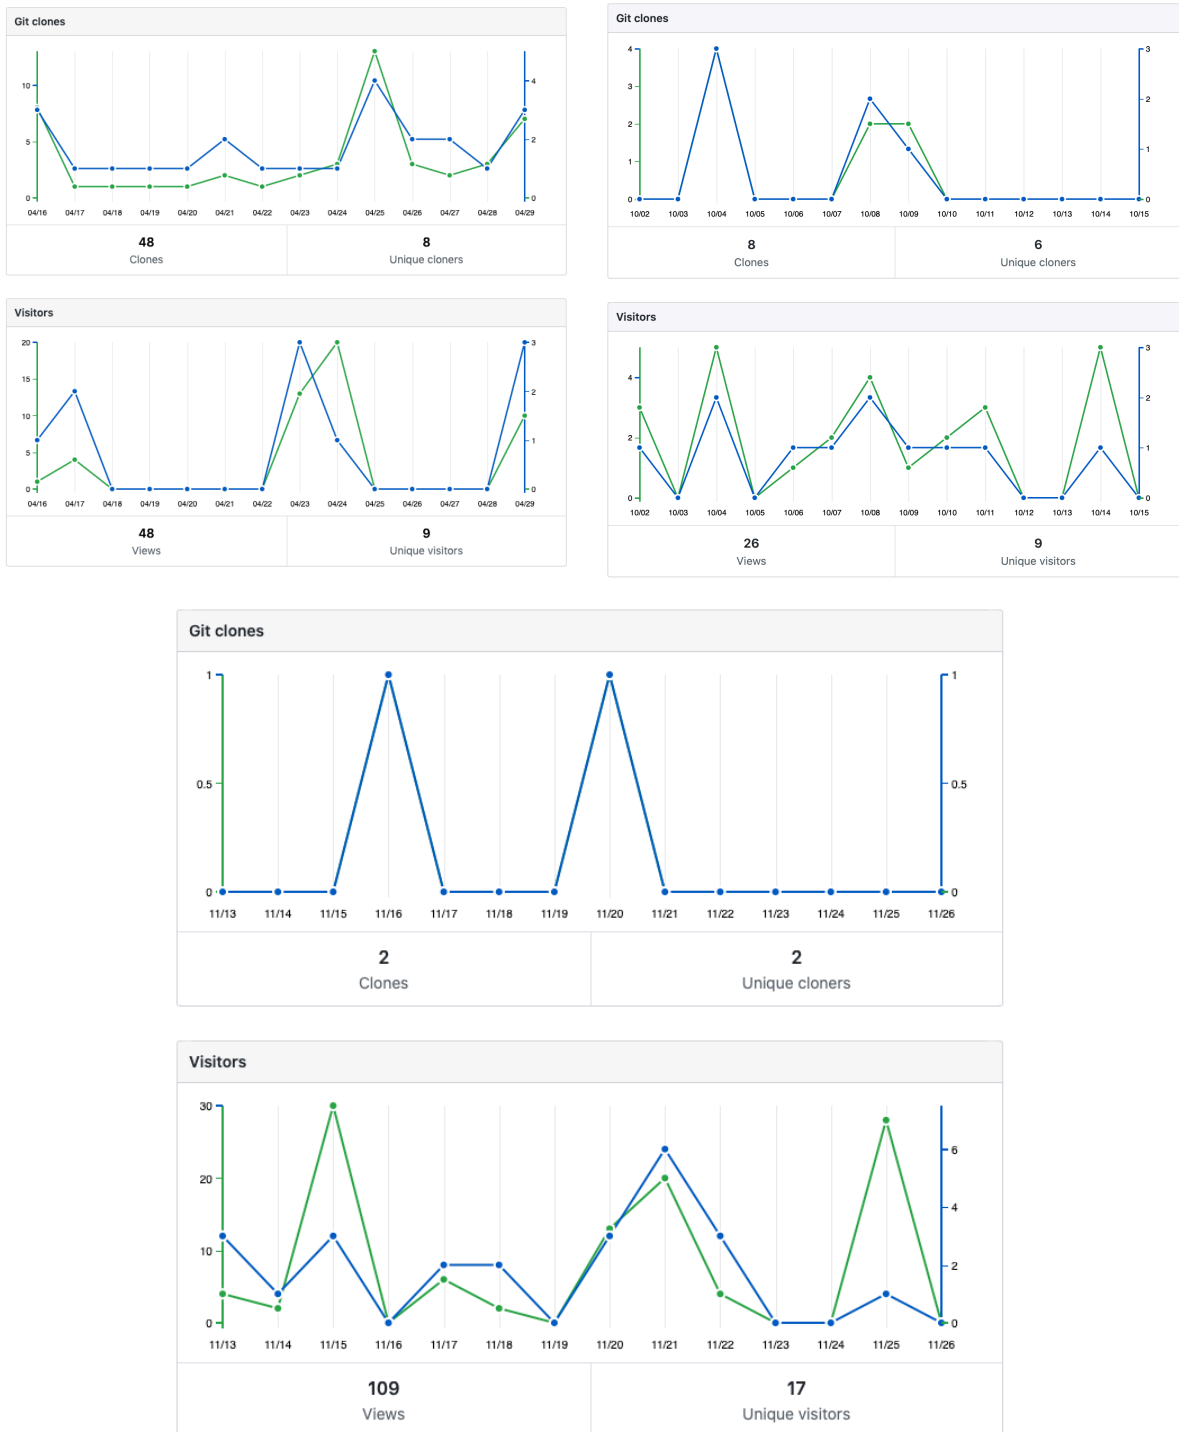 Git clones
10
5
0
4
2
0
04/16 04/17 04/18 04/19 04/20 04/21 04/22 04/23 04/24 04/25 04/26 04/27 04/28 04/29
48 8
Clones Unique cloners
Visitors
20
15
10
5
0
3
2
1
0
04/16 04/17 04/18 04/19 04/20 04/21 04/22 04/23 04/24 04/25 04/26 04/27 04/28 04/29
48 9
Views Unique visitors
Git clones
4
3
2
1
0
3
2
1
0
10/02 10/03 10/04 10/05 10/06 10/07 10/08 10/09 10/10 10/11 10/12 10/13 10/14 10/15
8 6
Clones Unique cloners
Visitors
4
2
0
3
2
1
0
10/02 10/03 10/04 10/05 10/06 10/07 10/08 10/09 10/10 10/11 10/12 10/13 10/14 10/15
26 9
Views Unique visitors
Git clones
1
0.5
0
1
0.5
0
11/13 11/14 11/15 11/16 11/17 11/18 11/19 11/20 11/21 11/22 11/23 11/24 11/25 11/26
2 2
Clones Unique cloners
Visitors
30
20
10
0
6
4
2
0
11/13 11/14 11/15 11/16 11/17 11/18 11/19 11/20 11/21 11/22 11/23 11/24 11/25 11/26
109 17
Views Unique visitors